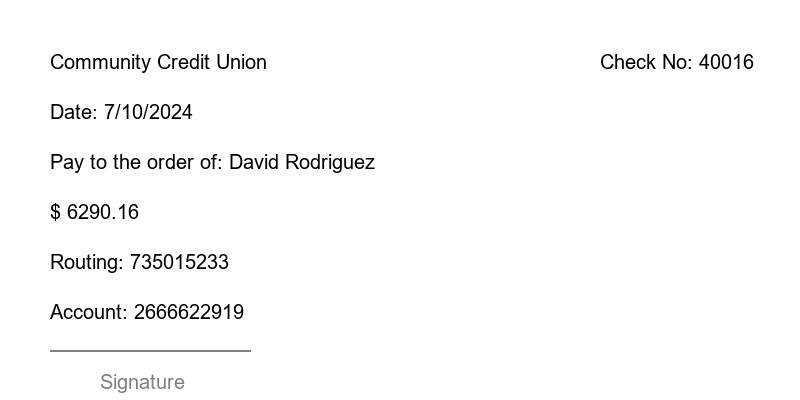 Community Credit Union Check No: 40016
Date: 7/10/2024
Pay to the order of: David Rodriguez
$ 6290.16
Routing: 735015233
Account: 2666622919
Signature